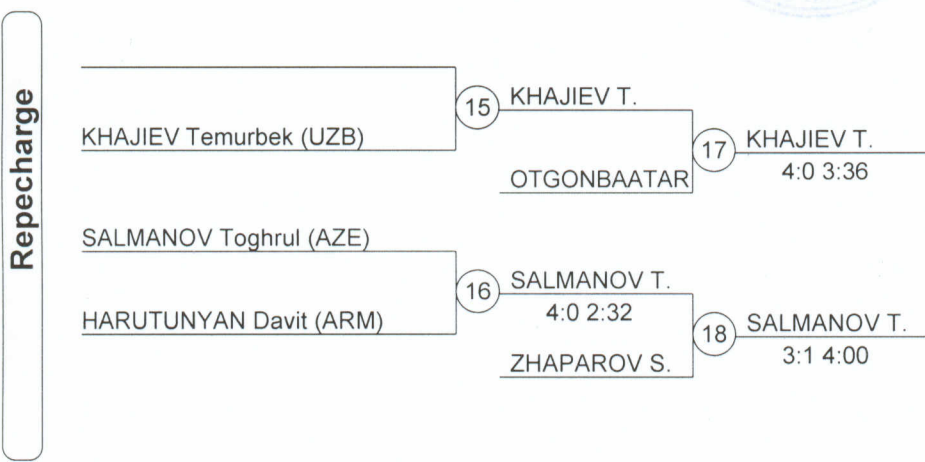 Repecharge
15
KHAJIEV T.
KHAJIEV Temurbek (UZB)
17
KHAJIEV T.
4:0 3:36
OTGONBAATAR
SALMANOV Toghrul (AZE)
16
SALMANOV T.
4:0 2:32
HARUTUNYAN Davit (ARM)
18
SALMANOV T.
3:1 4:00
ZHAPAROV S.